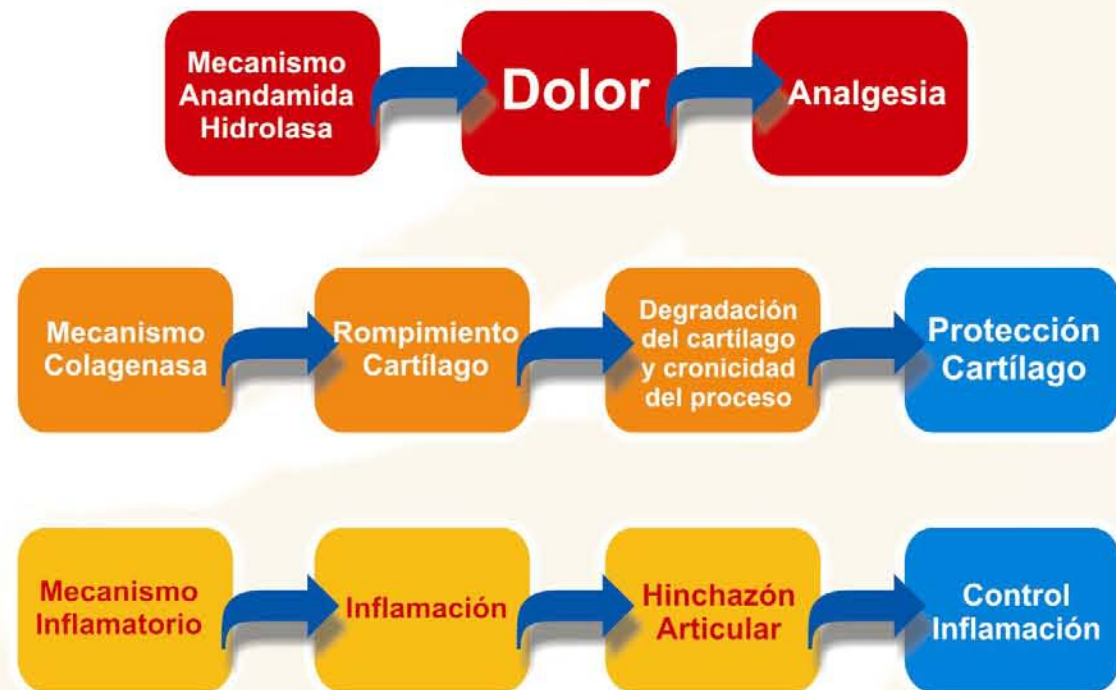 Mecanismo
Anandamida
Hidrolasa
Dolor
Analgesia
Mecanismo
Colagenasa
Rompimiento
Cartílago
Degradación
del cartílago
y cronicidad
del proceso
Protección
Cartílago
Mecanismo
Inflamatorio
Inflamación
Hinchazón
Articular
Control
Inflamación